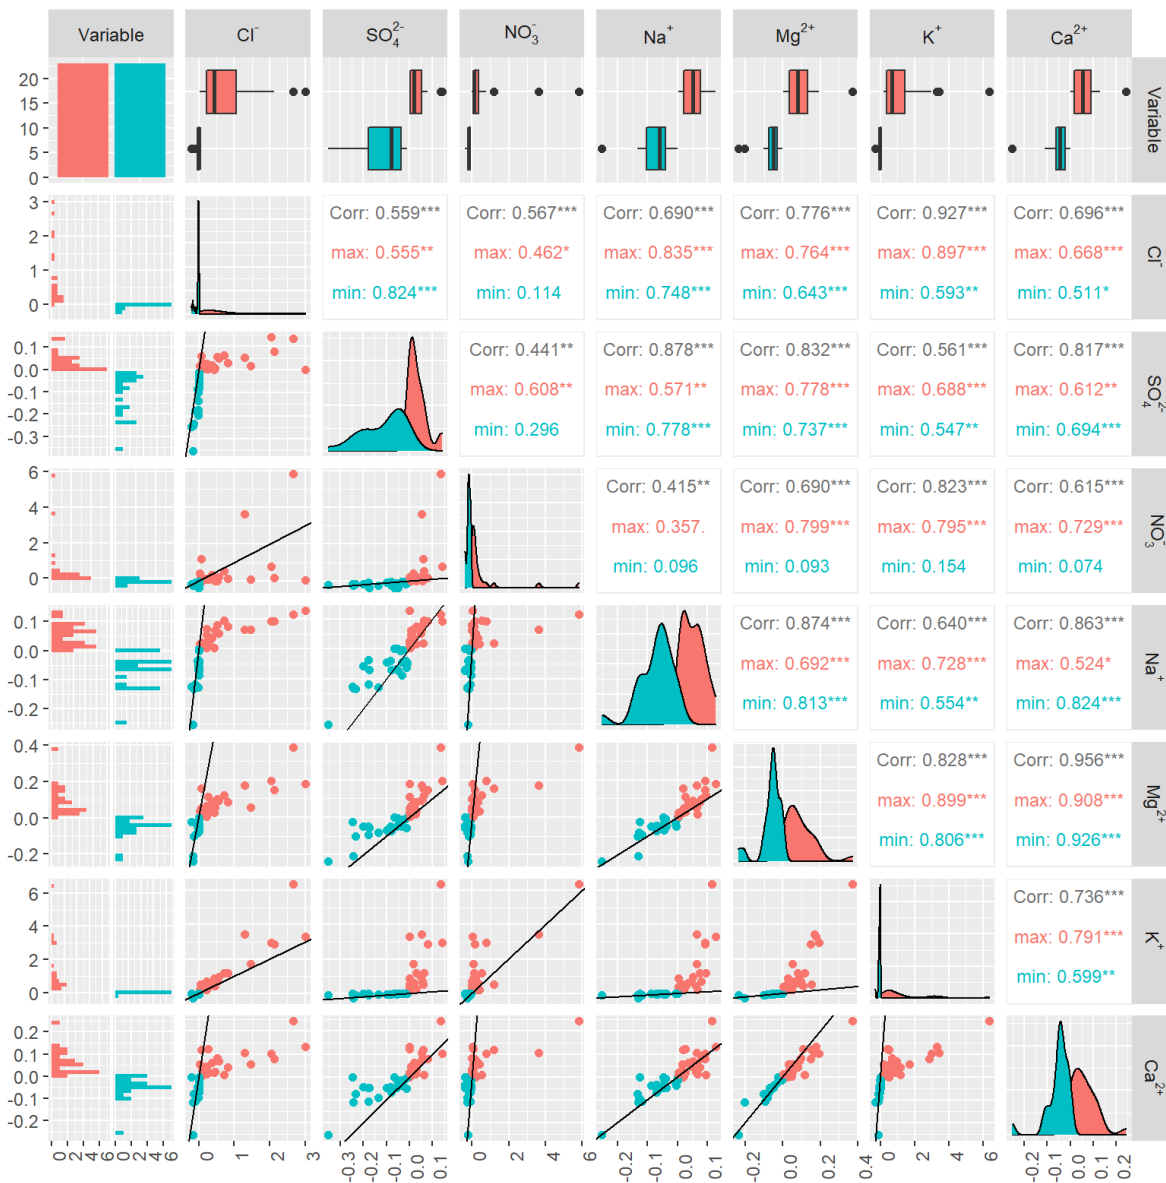 Variable Cl⁻ SO₄²⁻ NO₃⁻ Na⁺ Mg²⁺ K⁺ Ca²⁺
20
15
10
5
0
Variable
3
2
1
0
Corr: 0.559*** Corr: 0.567*** Corr: 0.690*** Corr: 0.776*** Corr: 0.927*** Corr: 0.696***
max: 0.555** max: 0.462* max: 0.835*** max: 0.764*** max: 0.897*** max: 0.668***
min: 0.824*** min: 0.114 min: 0.748*** min: 0.643*** min: 0.593** min: 0.511*
Cl⁻
0.1
0.0
-0.1
-0.2
-0.3
Corr: 0.441** Corr: 0.878*** Corr: 0.832*** Corr: 0.561*** Corr: 0.817***
max: 0.608** max: 0.571** max: 0.778*** max: 0.688*** max: 0.612**
min: 0.296 min: 0.778*** min: 0.737*** min: 0.547** min: 0.694***
SO₄²⁻
6
4
2
0
Corr: 0.415** Corr: 0.690*** Corr: 0.823*** Corr: 0.615***
max: 0.357. max: 0.799*** max: 0.795*** max: 0.729***
min: 0.096 min: 0.093 min: 0.154 min: 0.074
NO₃⁻
0.1
0.0
-0.1
-0.2
Corr: 0.874*** Corr: 0.640*** Corr: 0.863***
max: 0.692*** max: 0.728*** max: 0.524*
min: 0.813*** min: 0.554** min: 0.824***
Na⁺
0.4
0.2
0.0
-0.2
Corr: 0.828*** Corr: 0.956***
max: 0.899*** max: 0.908***
min: 0.806*** min: 0.926***
Mg²⁺
6
4
2
0
Corr: 0.736***
max: 0.791***
min: 0.599**
K⁺
0.2
0.1
0.0
-0.1
-0.2
Ca²⁺
0 2 4 6 0 2 4 6 0 1 2 3 -0.3 -0.2 -0.1 0.0 0.1 0 2 4 6 -0.2 -0.1 0.0 0.1 -0.2 0.0 0.2 0.4 0 2 4 6 -0.2 -0.1 0.0 0.1 0.2